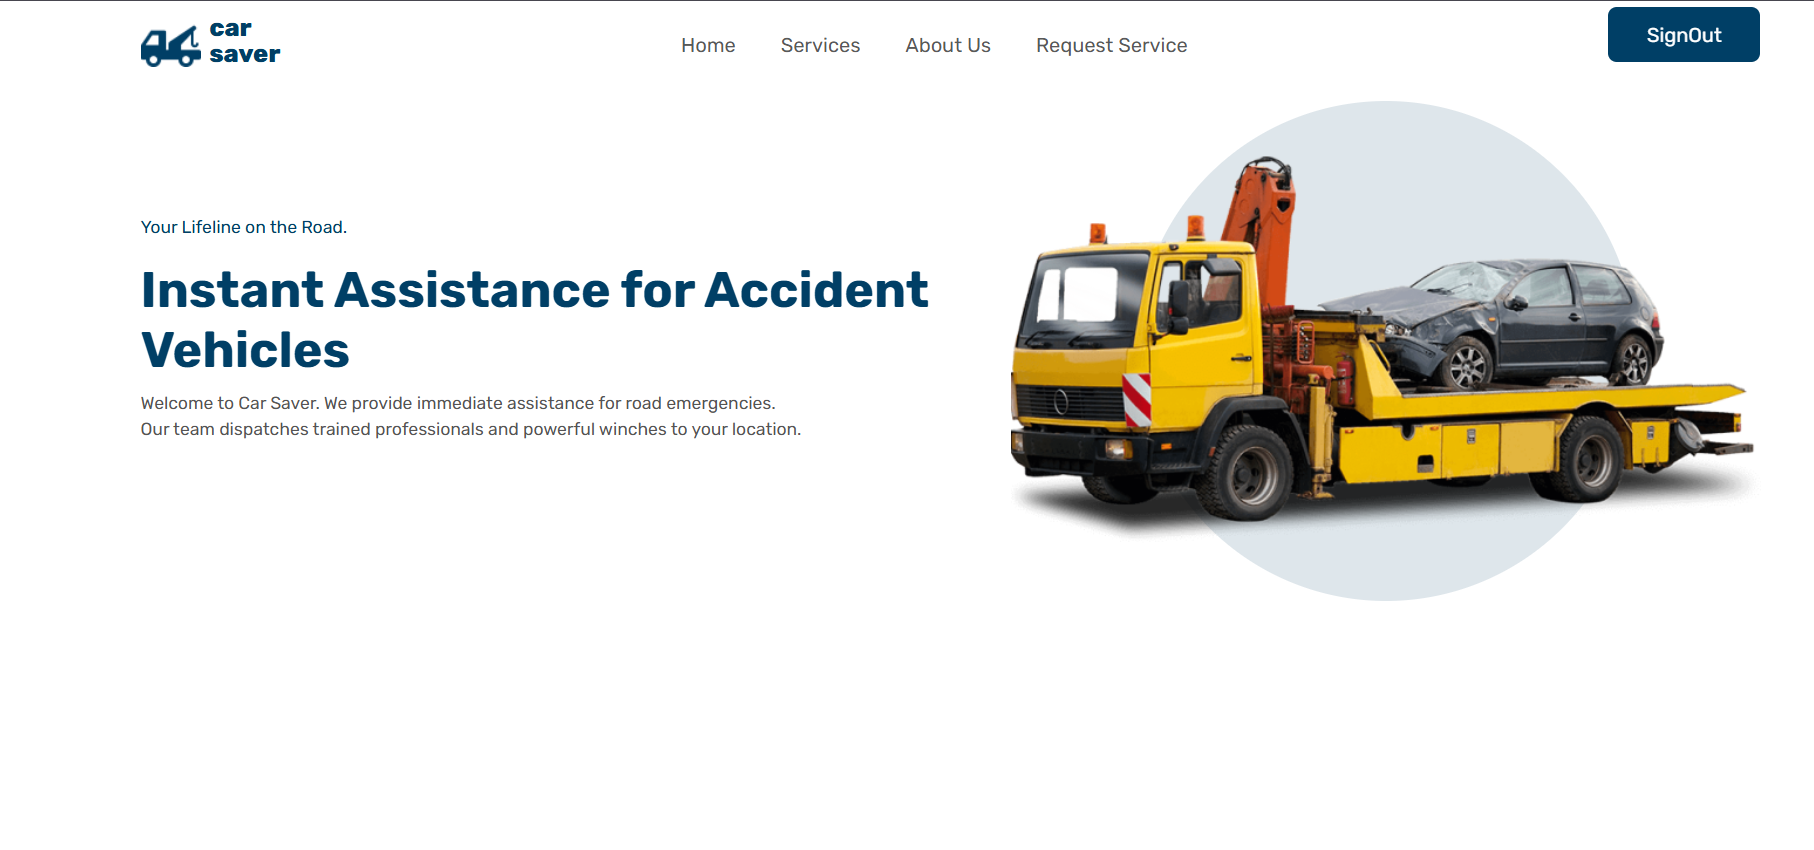 car
saver
Home
Services
About Us
Request Service
SignOut
Your Lifeline on the Road.
Instant Assistance for Accident
Vehicles
Welcome to Car Saver. We provide immediate assistance for road emergencies.
Our team dispatches trained professionals and powerful winches to your location.